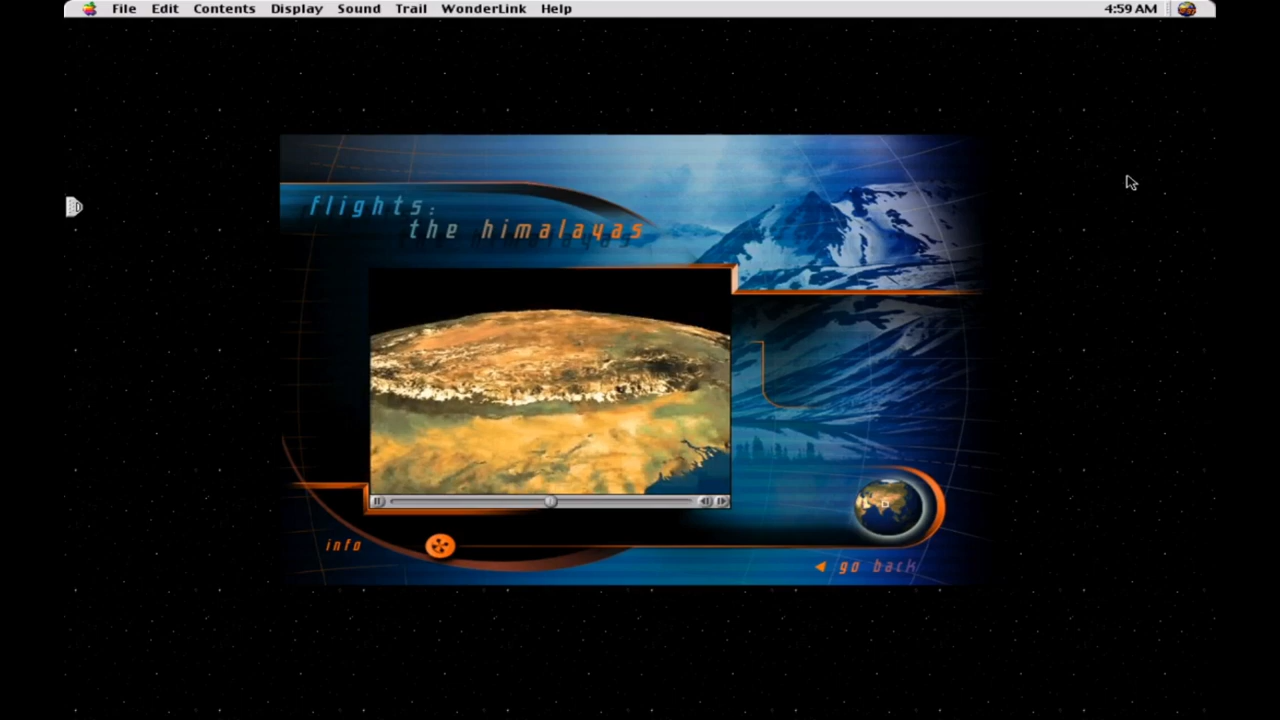 File Edit Contents Display Sound Trail WonderLink Help 4:59 AM
flights:
the himalayas
info
go back